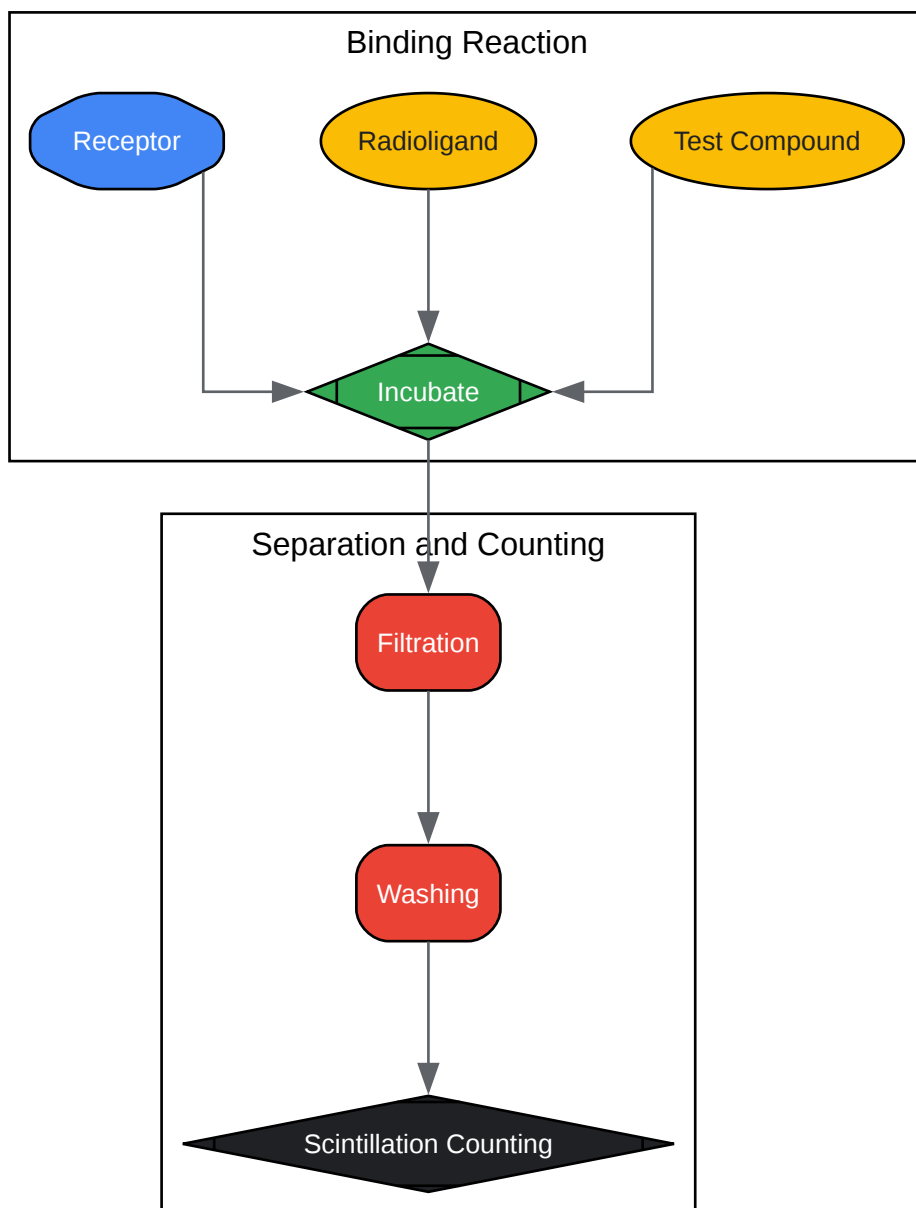 Binding Reaction
Receptor
Radioligand
Test Compound
Incubate
Separation and Counting
Filtration
Washing
Scintillation Counting